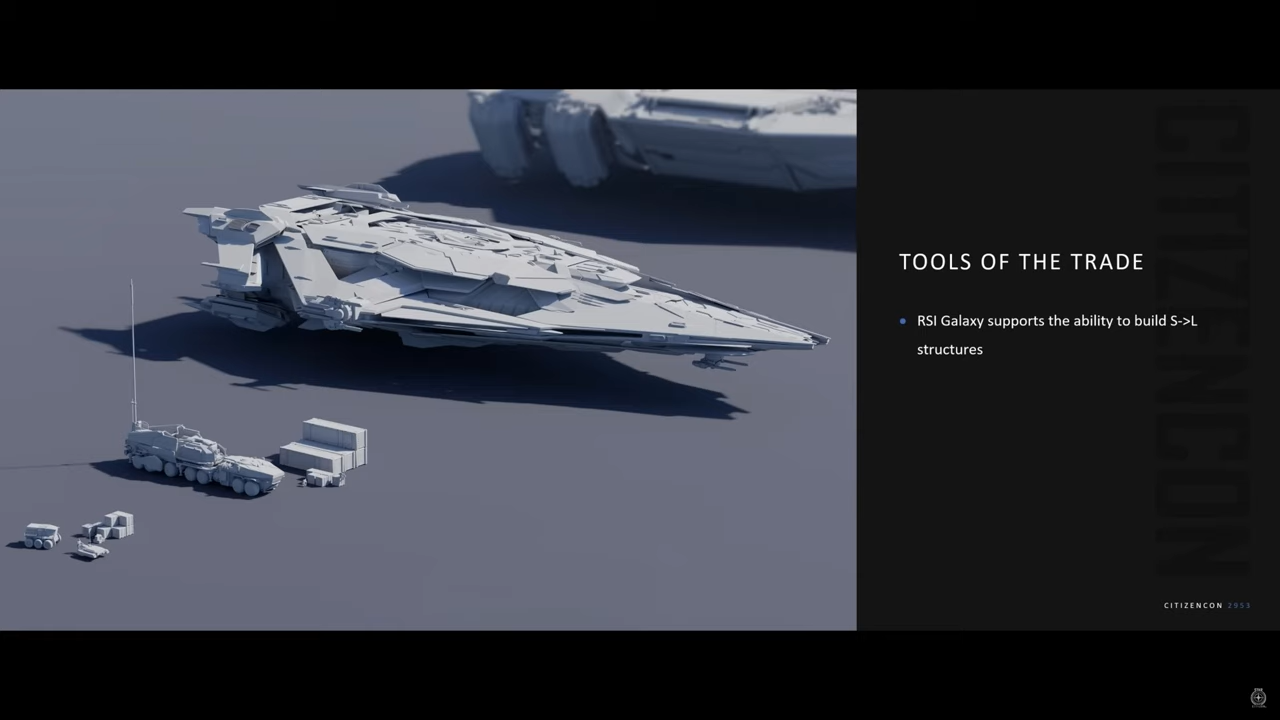 TOOLS OF THE TRADE
• RSI Galaxy supports the ability to build S->L
structures
CITIZENCON
CITIZENCON 2953